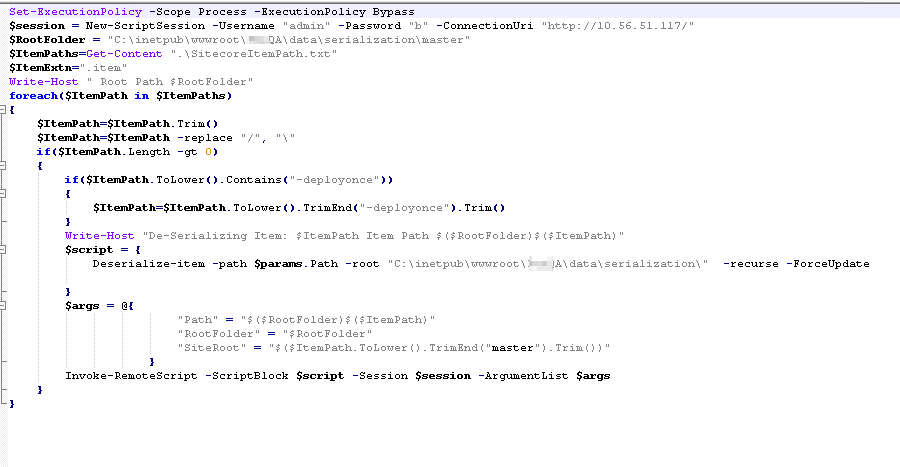 Set-ExecutionPolicy -Scope Process -ExecutionPolicy Bypass
$session = New-ScriptSession -Username "admin" -Password "b" -ConnectionUri "http://10.56.51.117/"
$RootFolder = "C:\inetpub\wwwroot\QA\data\serialization\master"
$ItemPaths=Get-Content ".\SitecoreItemPath.txt"
$ItemExtn=".item"
Write-Host " Root Path $RootFolder"
foreach($ItemPath in $ItemPaths)
{
$ItemPath=$ItemPath.Trim()
$ItemPath=$ItemPath -replace "/", "\"
if($ItemPath.Length -gt 0)
{
if($ItemPath.ToLower().Contains("-deployonce"))
{
$ItemPath=$ItemPath.ToLower().TrimEnd("-deployonce").Trim()
}
Write-Host "De-Serializing Item: $ItemPath Item Path $($RootFolder)$($ItemPath)"
$script = {
Deserialize-item -path $params.Path -root "C:\inetpub\wwwroot\QA\data\serialization\" -recurse -ForceUpdate
}
$args = @{
"Path" = "$($RootFolder)$($ItemPath)"
"RootFolder" = "$RootFolder"
"SiteRoot" = "$($ItemPath.ToLower().TrimEnd("master").Trim())"
}
Invoke-RemoteScript -ScriptBlock $script -Session $session -ArgumentList $args
}
}